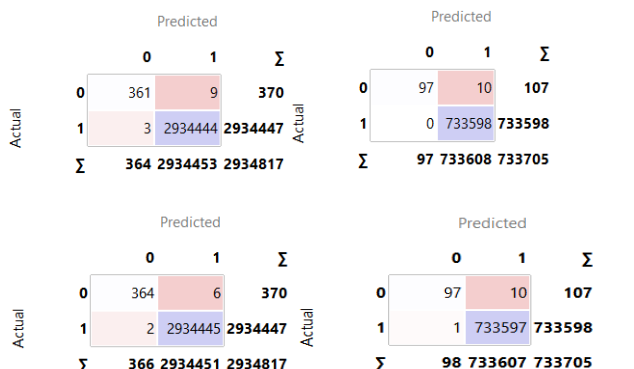 Predicted
0 1 Σ
Actual
0 361 9 370
1 3 2934444 2934447
Σ 364 2934453 2934817
Predicted
0 1 Σ
Actual
0 97 10 107
1 0 733598 733598
Σ 97 733608 733705
Predicted
0 1 Σ
Actual
0 364 6 370
1 2 2934445 2934447
Σ 366 2934451 2934817
Predicted
0 1 Σ
Actual
0 97 10 107
1 1 733597 733598
Σ 98 733607 733705